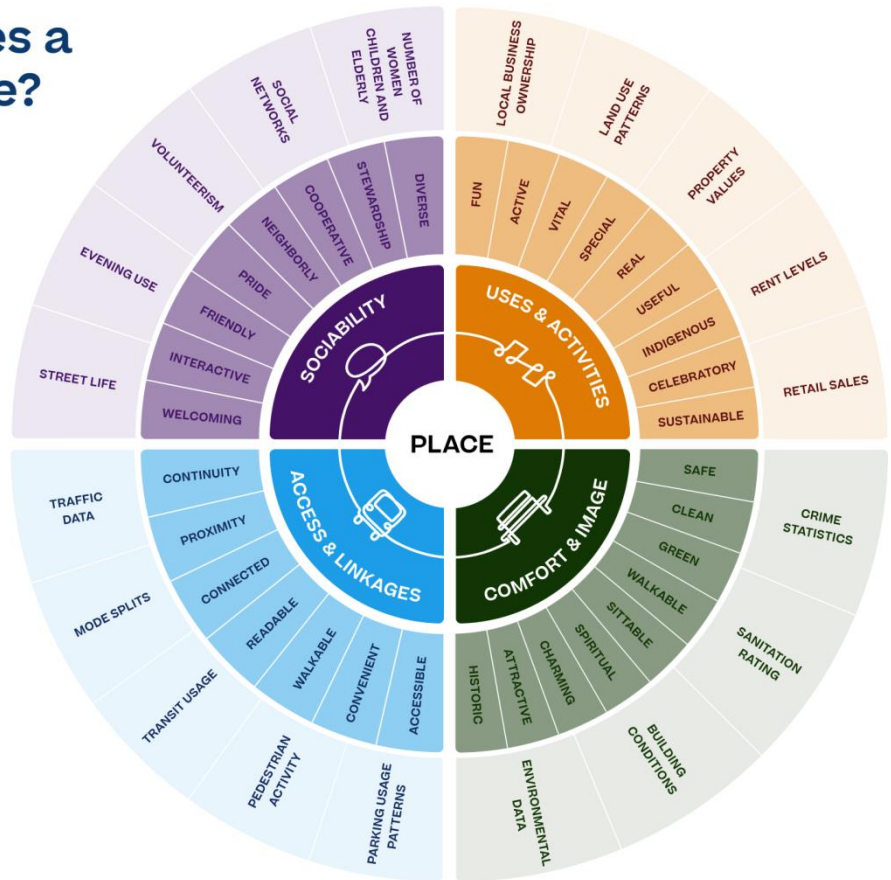 es a
e?
NUMBER OF
WOMEN
CHILDREN AND
ELDERLY
SOCIAL
NETWORKS
VOLUNTEERISM
EVENING USE
STREET LIFE
DIVERSE
STEWARDSHIP
COOPERATIVE
NEIGHBORLY
PRIDE
FRIENDLY
INTERACTIVE
WELCOMING
SOCIABILITY
LOCAL BUSINESS
OWNERSHIP
LAND USE
PATTERNS
PROPERTY
VALUES
RENT LEVELS
RETAIL SALES
FUN
ACTIVE
VITAL
SPECIAL
REAL
USEFUL
INDIGENOUS
CELEBRATORY
SUSTAINABLE
USES & ACTIVITIES
PLACE
ACCESS & LINKAGES
CONTINUITY
PROXIMITY
CONNECTED
READABLE
WALKABLE
CONVENIENT
ACCESSIBLE
TRAFFIC
DATA
MODE SPLITS
TRANSIT USAGE
PEDESTRIAN
ACTIVITY
PARKING USAGE
PATTERNS
COMFORT & IMAGE
SAFE
CLEAN
GREEN
WALKABLE
SITTABLE
SPIRITUAL
CHARMING
ATTRACTIVE
HISTORIC
CRIME
STATISTICS
SANITATION
RATING
BUILDING
CONDITIONS
ENVIRONMENTAL
DATA